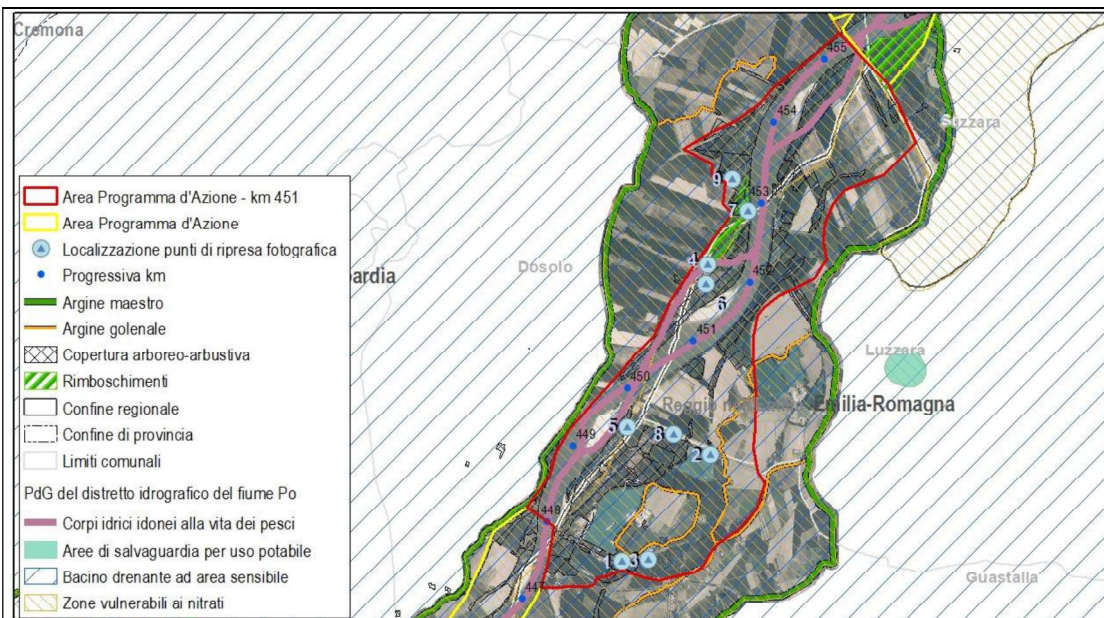 Cremona
455
454
Suzzara
9
453
7
Area Programma d'Azione - km 451
Area Programma d'Azione
Localizzazione punti di ripresa fotografica
Progressiva km
Argine maestro
Argine golenale
Copertura arboreo-arbustiva
Rimboschimenti
Confine regionale
Confine di provincia
Limiti comunali
PdG del distretto idrografico del fiume Po
Corpi idrici idonei alla vita dei pesci
Aree di salvaguardia per uso potabile
Bacino drenante ad area sensibile
Zone vulnerabili ai nitrati
ardia
Dosolo
4
452
6
451
Luzzara
450
Reggio
Emilia-Romagna
5
8
449
2
448
1
3
Guastalla
447